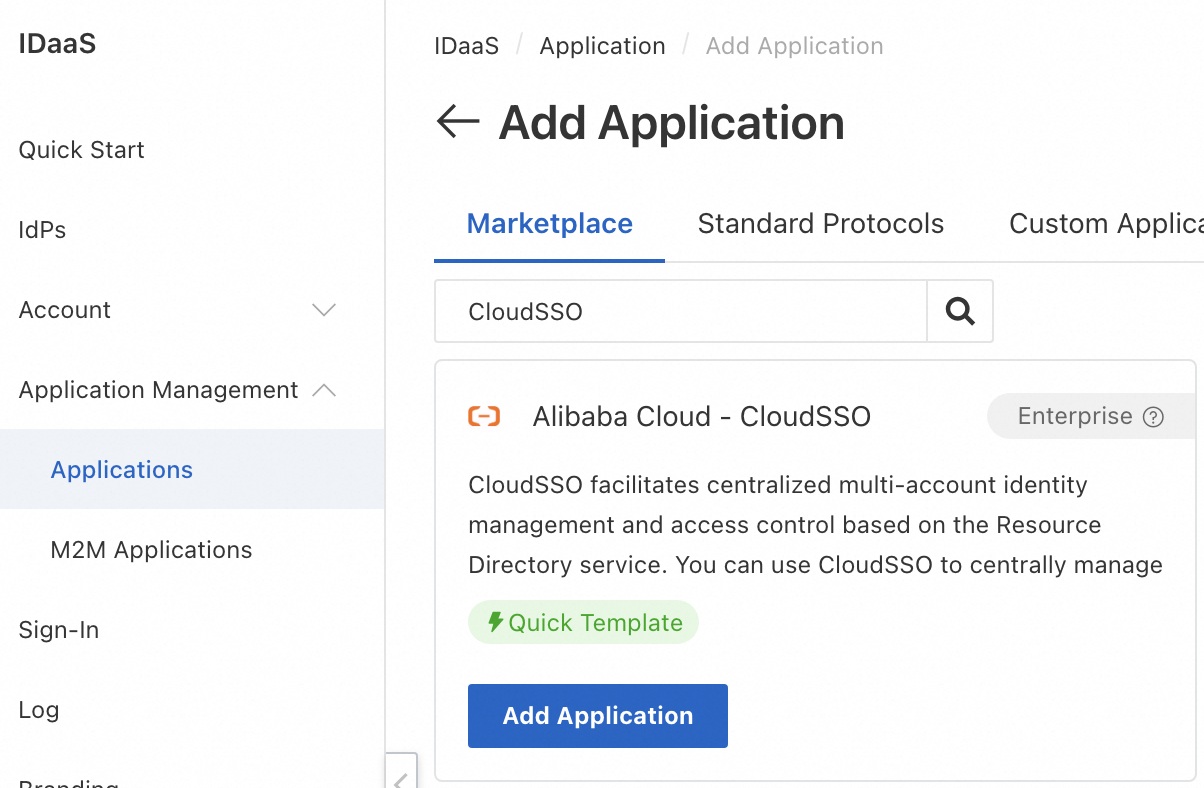 IDaaS
Quick Start
IdPs
Account
Application Management
Applications
M2M Applications
Sign-In
Log
IDaaS / Application / Add Application
Add Application
Marketplace Standard Protocols Custom
CloudSSO
Alibaba Cloud - CloudSSO Enterprise
CloudSSO facilitates centralized multi-account identity
management and access control based on the Resource
Directory service. You can use CloudSSO to centrally manage
Quick Template
Add Application